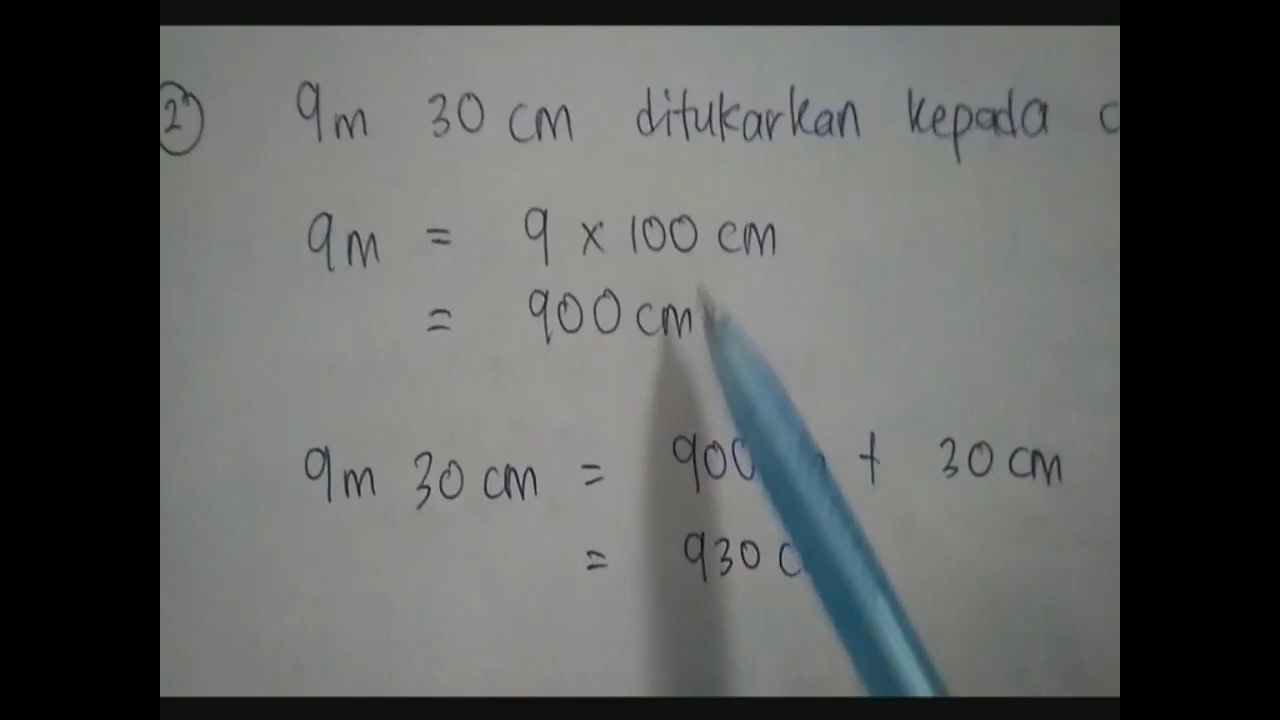 2 9m 30 cm ditukarkan kepada
9m = 9 x 100 cm
= 900 cm
9m 30 cm = 900 + 30 cm
= 930